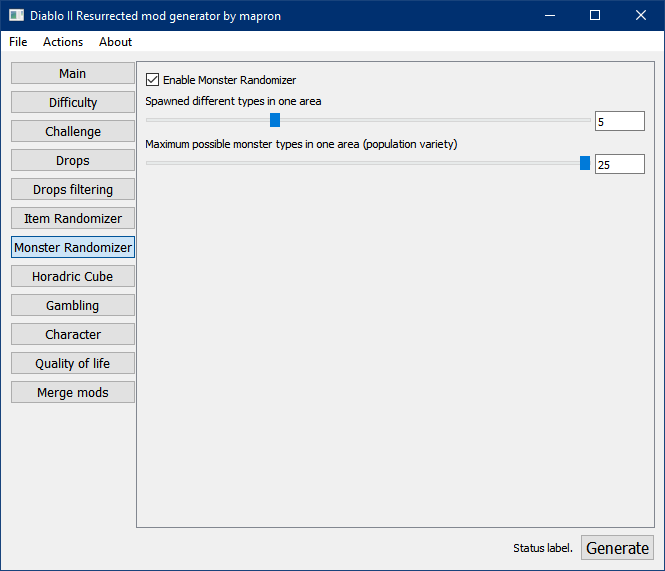 Diablo II Resurrected mod generator by mapron
File Actions About
Main
Difficulty
Challenge
Drops
Drops filtering
Item Randomizer
Monster Randomizer
Horadric Cube
Gambling
Character
Quality of life
Merge mods
Enable Monster Randomizer
Spawned different types in one area
5
Maximum possible monster types in one area (population variety)
25
Status label.
Generate